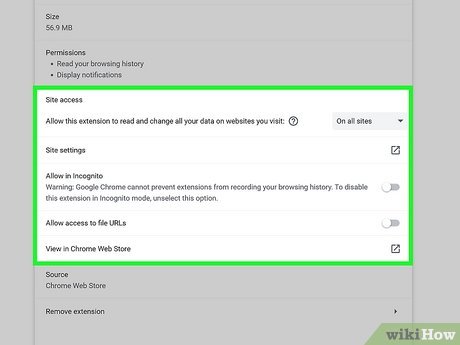 Size
56.9 MB
Permissions
• Read your browsing history
• Display notifications
Site access
Allow this extension to read and change all your data on websites you visit: ? On all sites
Site settings
Allow in Incognito
Warning: Google Chrome cannot prevent extensions from recording your browsing history. To disable
this extension in Incognito mode, unselect this option.
Allow access to file URLs
View in Chrome Web Store
Source
Chrome Web Store
Remove extension
wikiHow